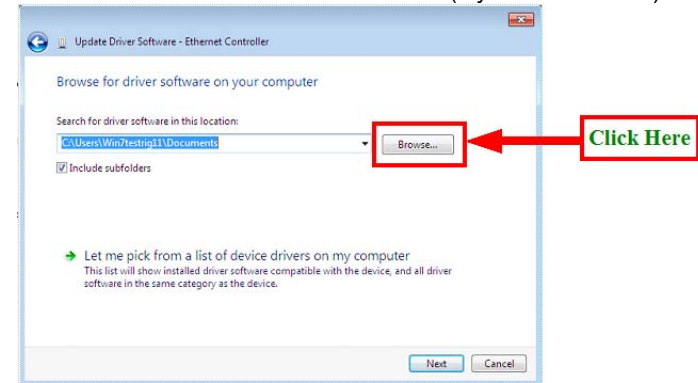 Update Driver Software - Ethernet Controller
Browse for driver software on your computer
Search for driver software in this location:
C:\Users\Win7testrig11\Documents
Browse...
Click Here
Include subfolders
Let me pick from a list of device drivers on my computer
This list will show installed driver software compatible with the device, and all driver
software in the same category as the device.
Next
Cancel